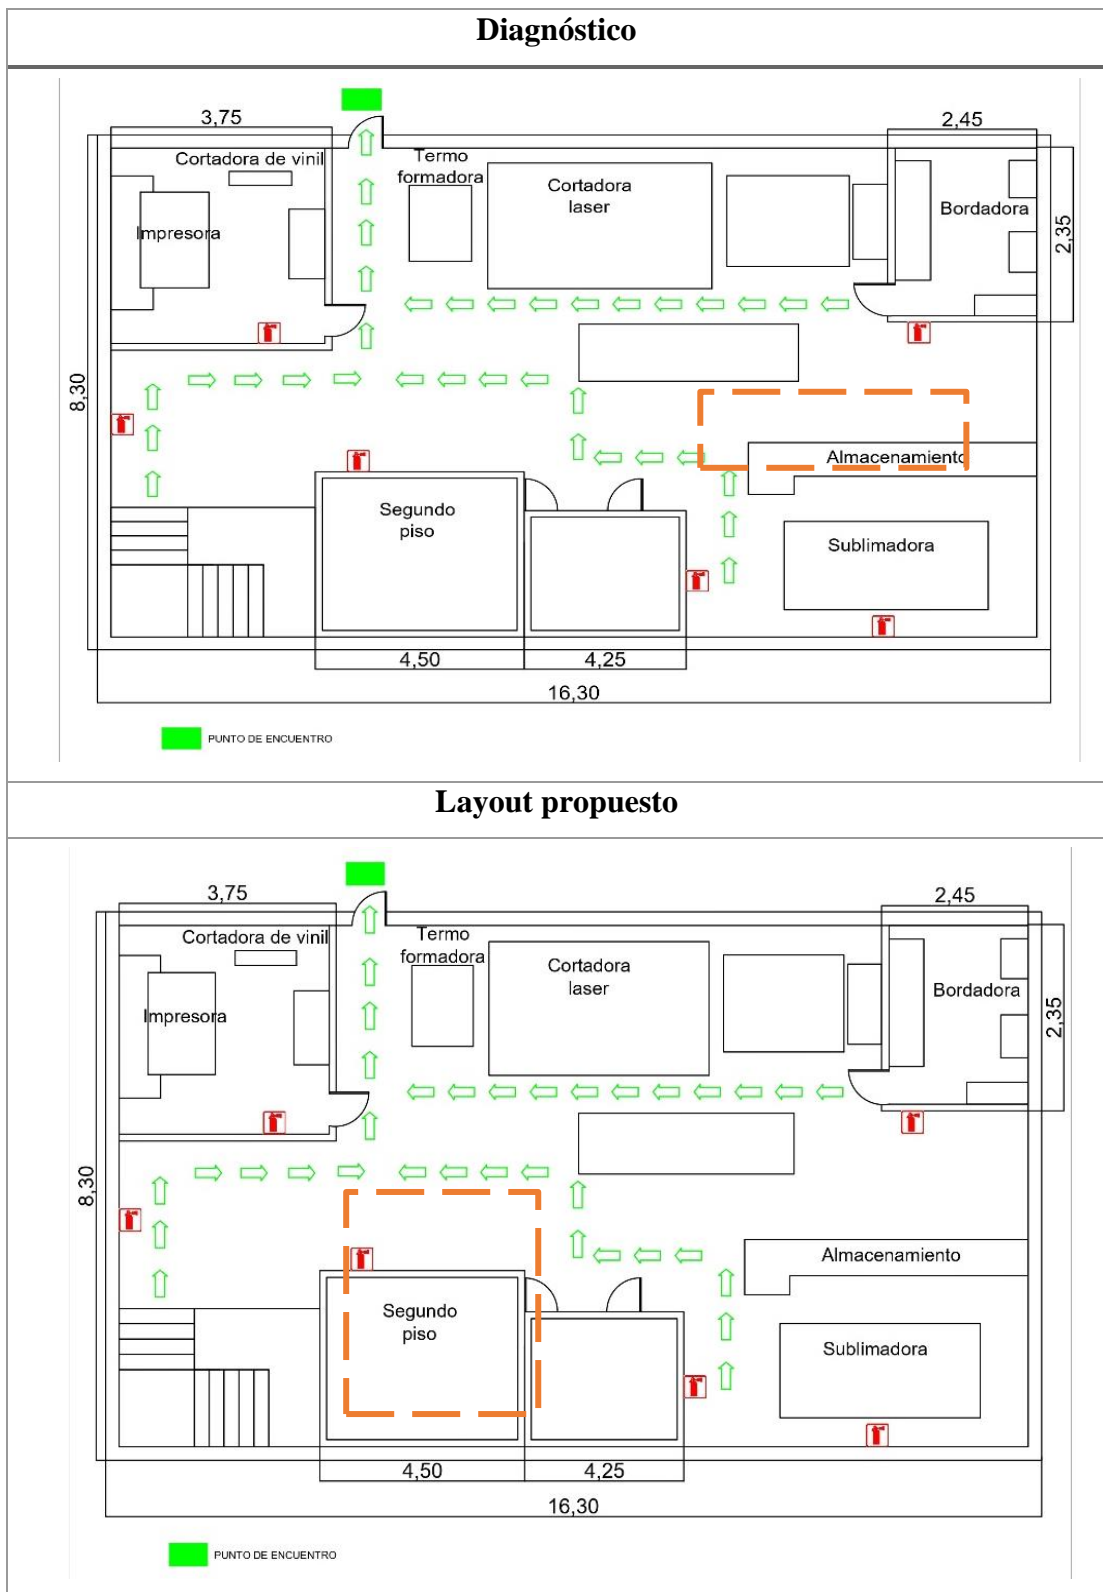 Diagnóstico
3,75
2,45
Cortadora de vinil
Termo
formadora
Cortadora
laser
Bordadora
Impresora
2,35
8,30
Almacenamiento
Segundo
piso
Sublimadora
4,50
4,25
16,30
PUNTO DE ENCUENTRO
Layout propuesto
3,75
2,45
Cortadora de vinil
Termo
formadora
Cortadora
laser
Bordadora
Impresora
2,35
8,30
Almacenamiento
Segundo
piso
Sublimadora
4,50
4,25
16,30
PUNTO DE ENCUENTRO